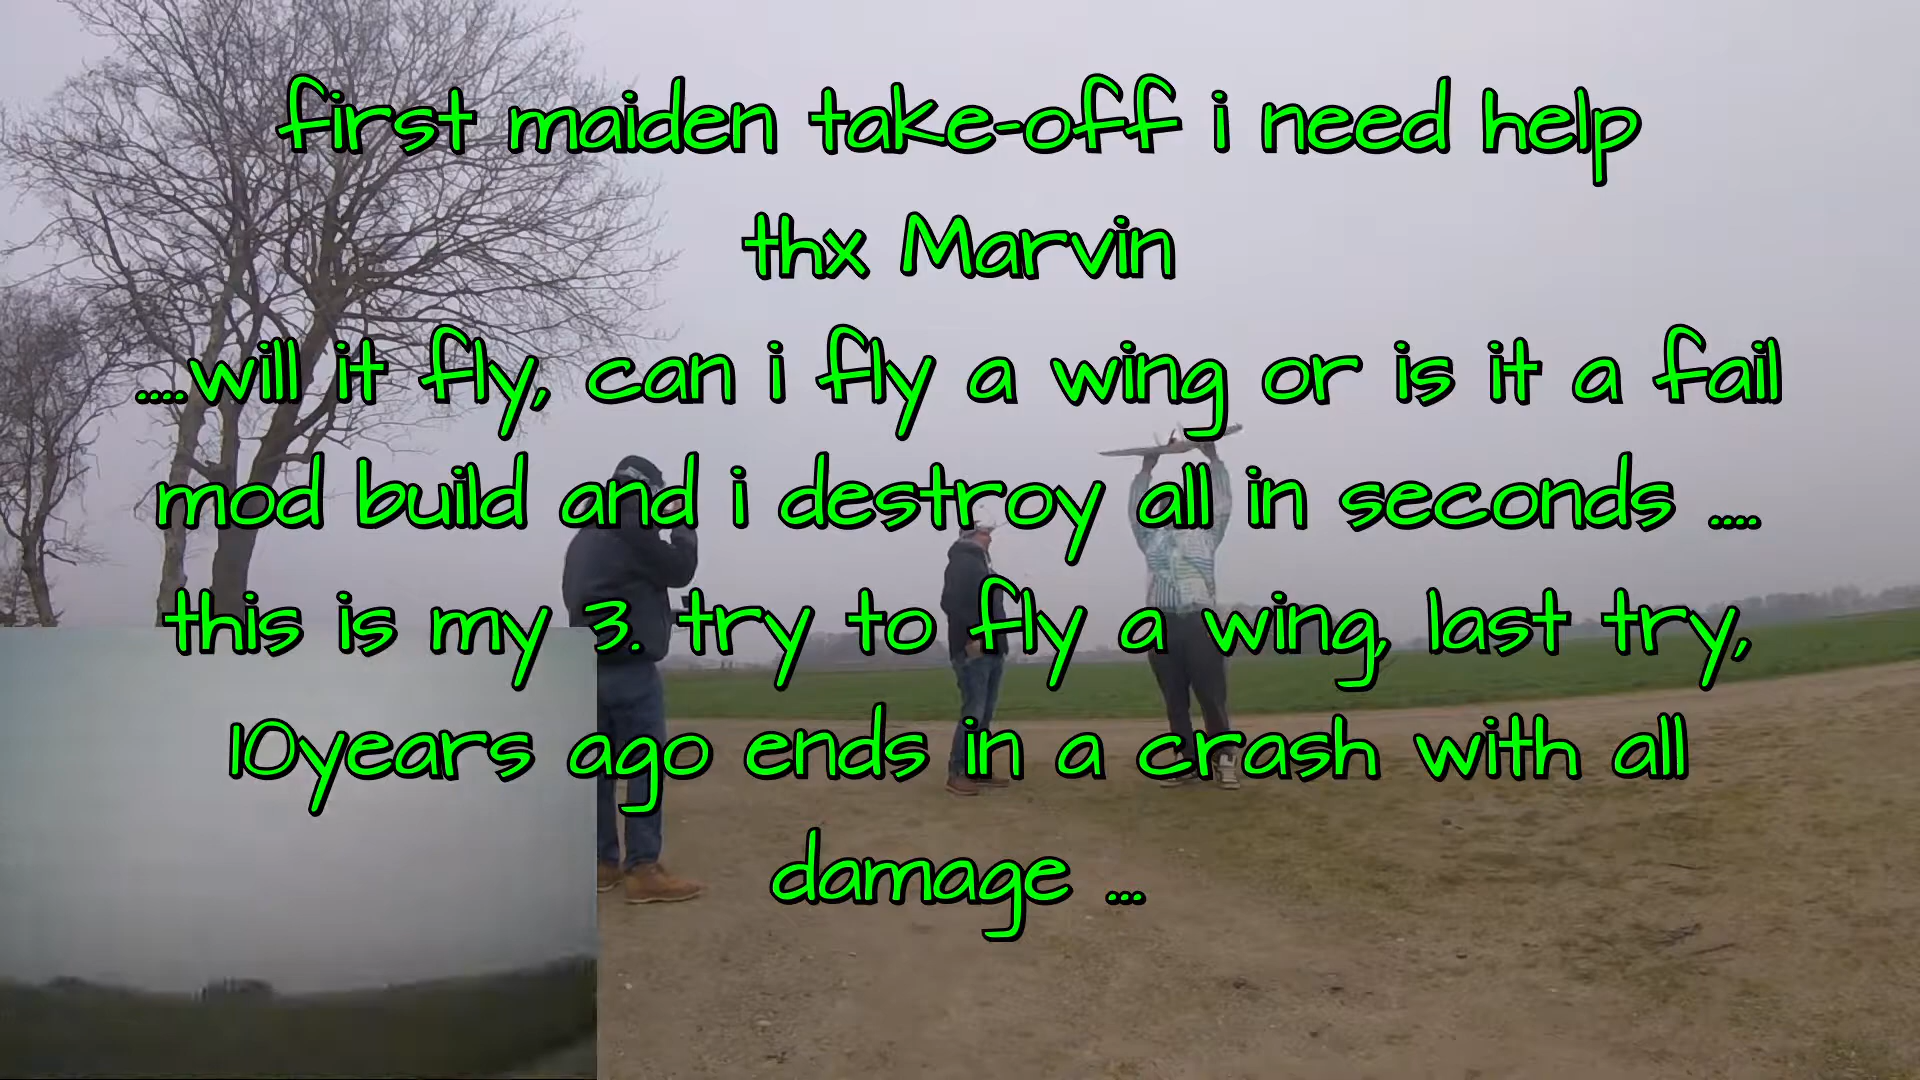 first maiden take-off i need help
thx Marvin
....will it fly, can i fly a wing or is it a fail
mod build and i destroy all in seconds ....
this is my 3. try to fly a wing, last try,
10years ago ends in a crash with all
damage ...